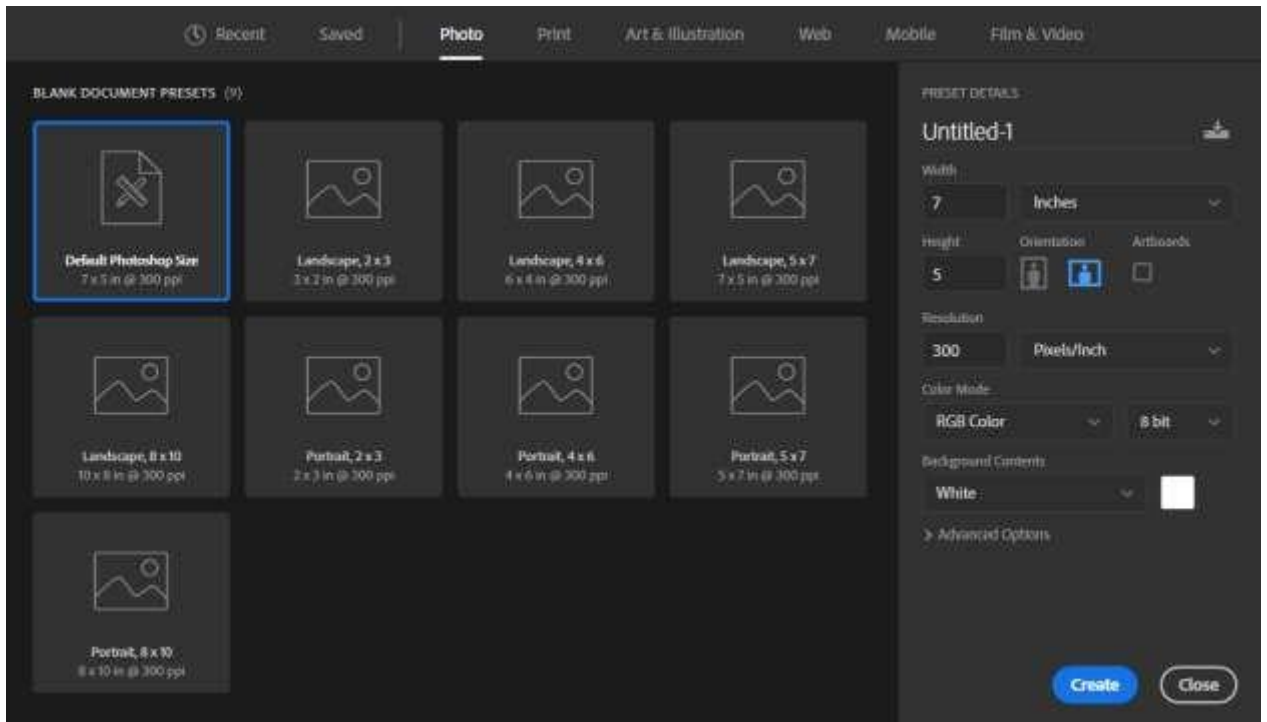 Recent Saved Photo Print Art & Illustration Web Mobile Film & Video
BLANK DOCUMENT PRESETS (9)
Default Photoshop Size
7 x 5 in @ 300 ppi
Landscape, 2 x 3
3 x 2 in @ 300 ppi
Landscape, 4 x 6
6 x 4 in @ 300 ppi
Landscape, 5 x 7
7 x 5 in @ 300 ppi
Landscape, 8 x 10
10 x 8 in @ 300 ppi
Portrait, 2 x 3
2 x 3 in @ 300 ppi
Portrait, 4 x 6
4 x 6 in @ 300 ppi
Portrait, 5 x 7
5 x 7 in @ 300 ppi
Portrait, 8 x 10
8 x 10 in @ 300 ppi
PRESET DETAILS
Untitled-1
Width
7 Inches
Height Orientation Artboards
5
Resolution
300 Pixels/Inch
Color Mode
RGB Color 8 bit
Background Contents
White
Advanced Options
Create Close